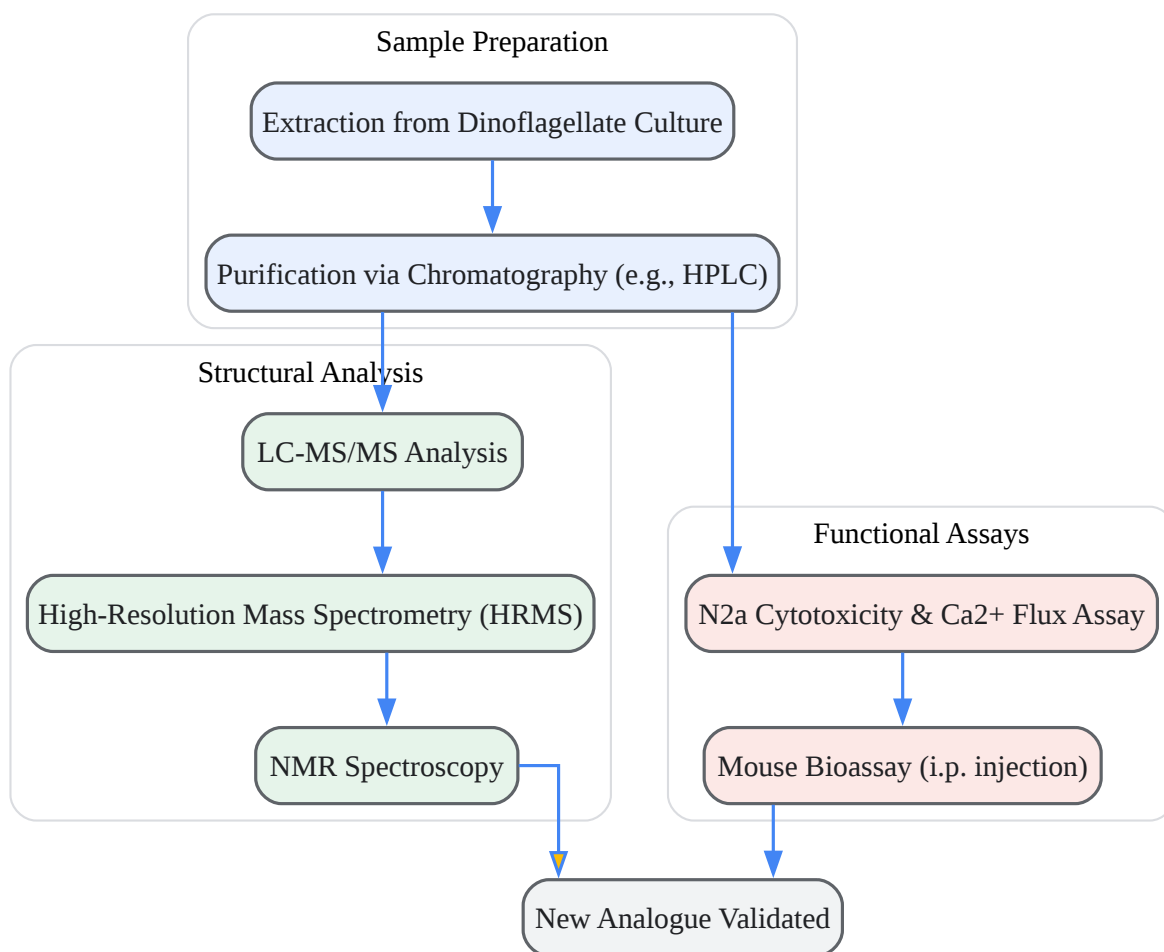 Sample Preparation
Extraction from Dinoflagellate Culture
Purification via Chromatography (e.g., HPLC)
Structural Analysis
LC-MS/MS Analysis
High-Resolution Mass Spectrometry (HRMS)
NMR Spectroscopy
Functional Assays
N2a Cytotoxicity & Ca2+ Flux Assay
Mouse Bioassay (i.p. injection)
New Analogue Validated